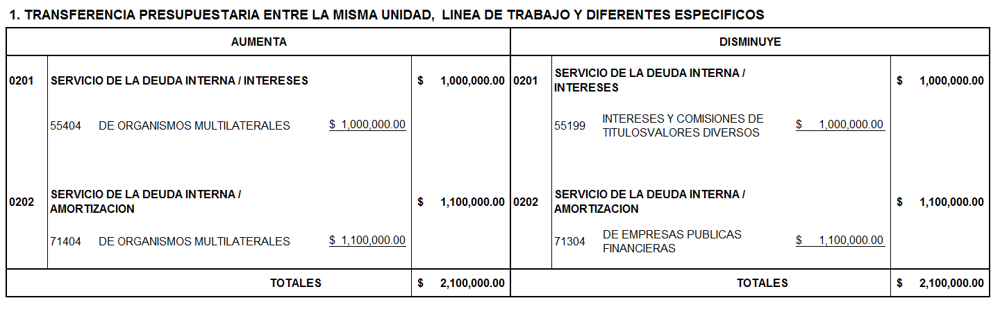 1. TRANSFERENCIA PRESUPUESTARIA ENTRE LA MISMA UNIDAD, LINEA DE TRABAJO Y DIFERENTES ESPECIFICOS
AUMENTA
DISMINUYE
0201 SERVICIO DE LA DEUDA INTERNA / INTERESES $ 1,000,000.00
55404 DE ORGANISMOS MULTILATERALES $ 1,000,000.00
0202 SERVICIO DE LA DEUDA INTERNA /
AMORTIZACION $ 1,100,000.00
71404 DE ORGANISMOS MULTILATERALES $ 1,100,000.00
TOTALES $ 2,100,000.00
0201 SERVICIO DE LA DEUDA INTERNA /
INTERESES $ 1,000,000.00
55199 INTERESES Y COMISIONES DE
TITULOSVALORES DIVERSOS $ 1,000,000.00
0202 SERVICIO DE LA DEUDA INTERNA /
AMORTIZACION $ 1,100,000.00
71304 DE EMPRESAS PUBLICAS
FINANCIERAS $ 1,100,000.00
TOTALES $ 2,100,000.00